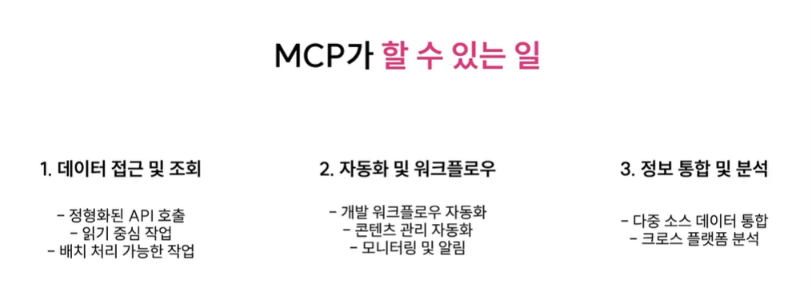 MCP가 할 수 있는 일
1. 데이터 접근 및 조회
- 정형화된 API 호출
- 읽기 중심 작업
- 배치 처리 가능한 작업
2. 자동화 및 워크플로우
- 개발 워크플로우 자동화
- 콘텐츠 관리 자동화
- 모니터링 및 알림
3. 정보 통합 및 분석
- 다중 소스 데이터 통합
- 크로스 플랫폼 분석